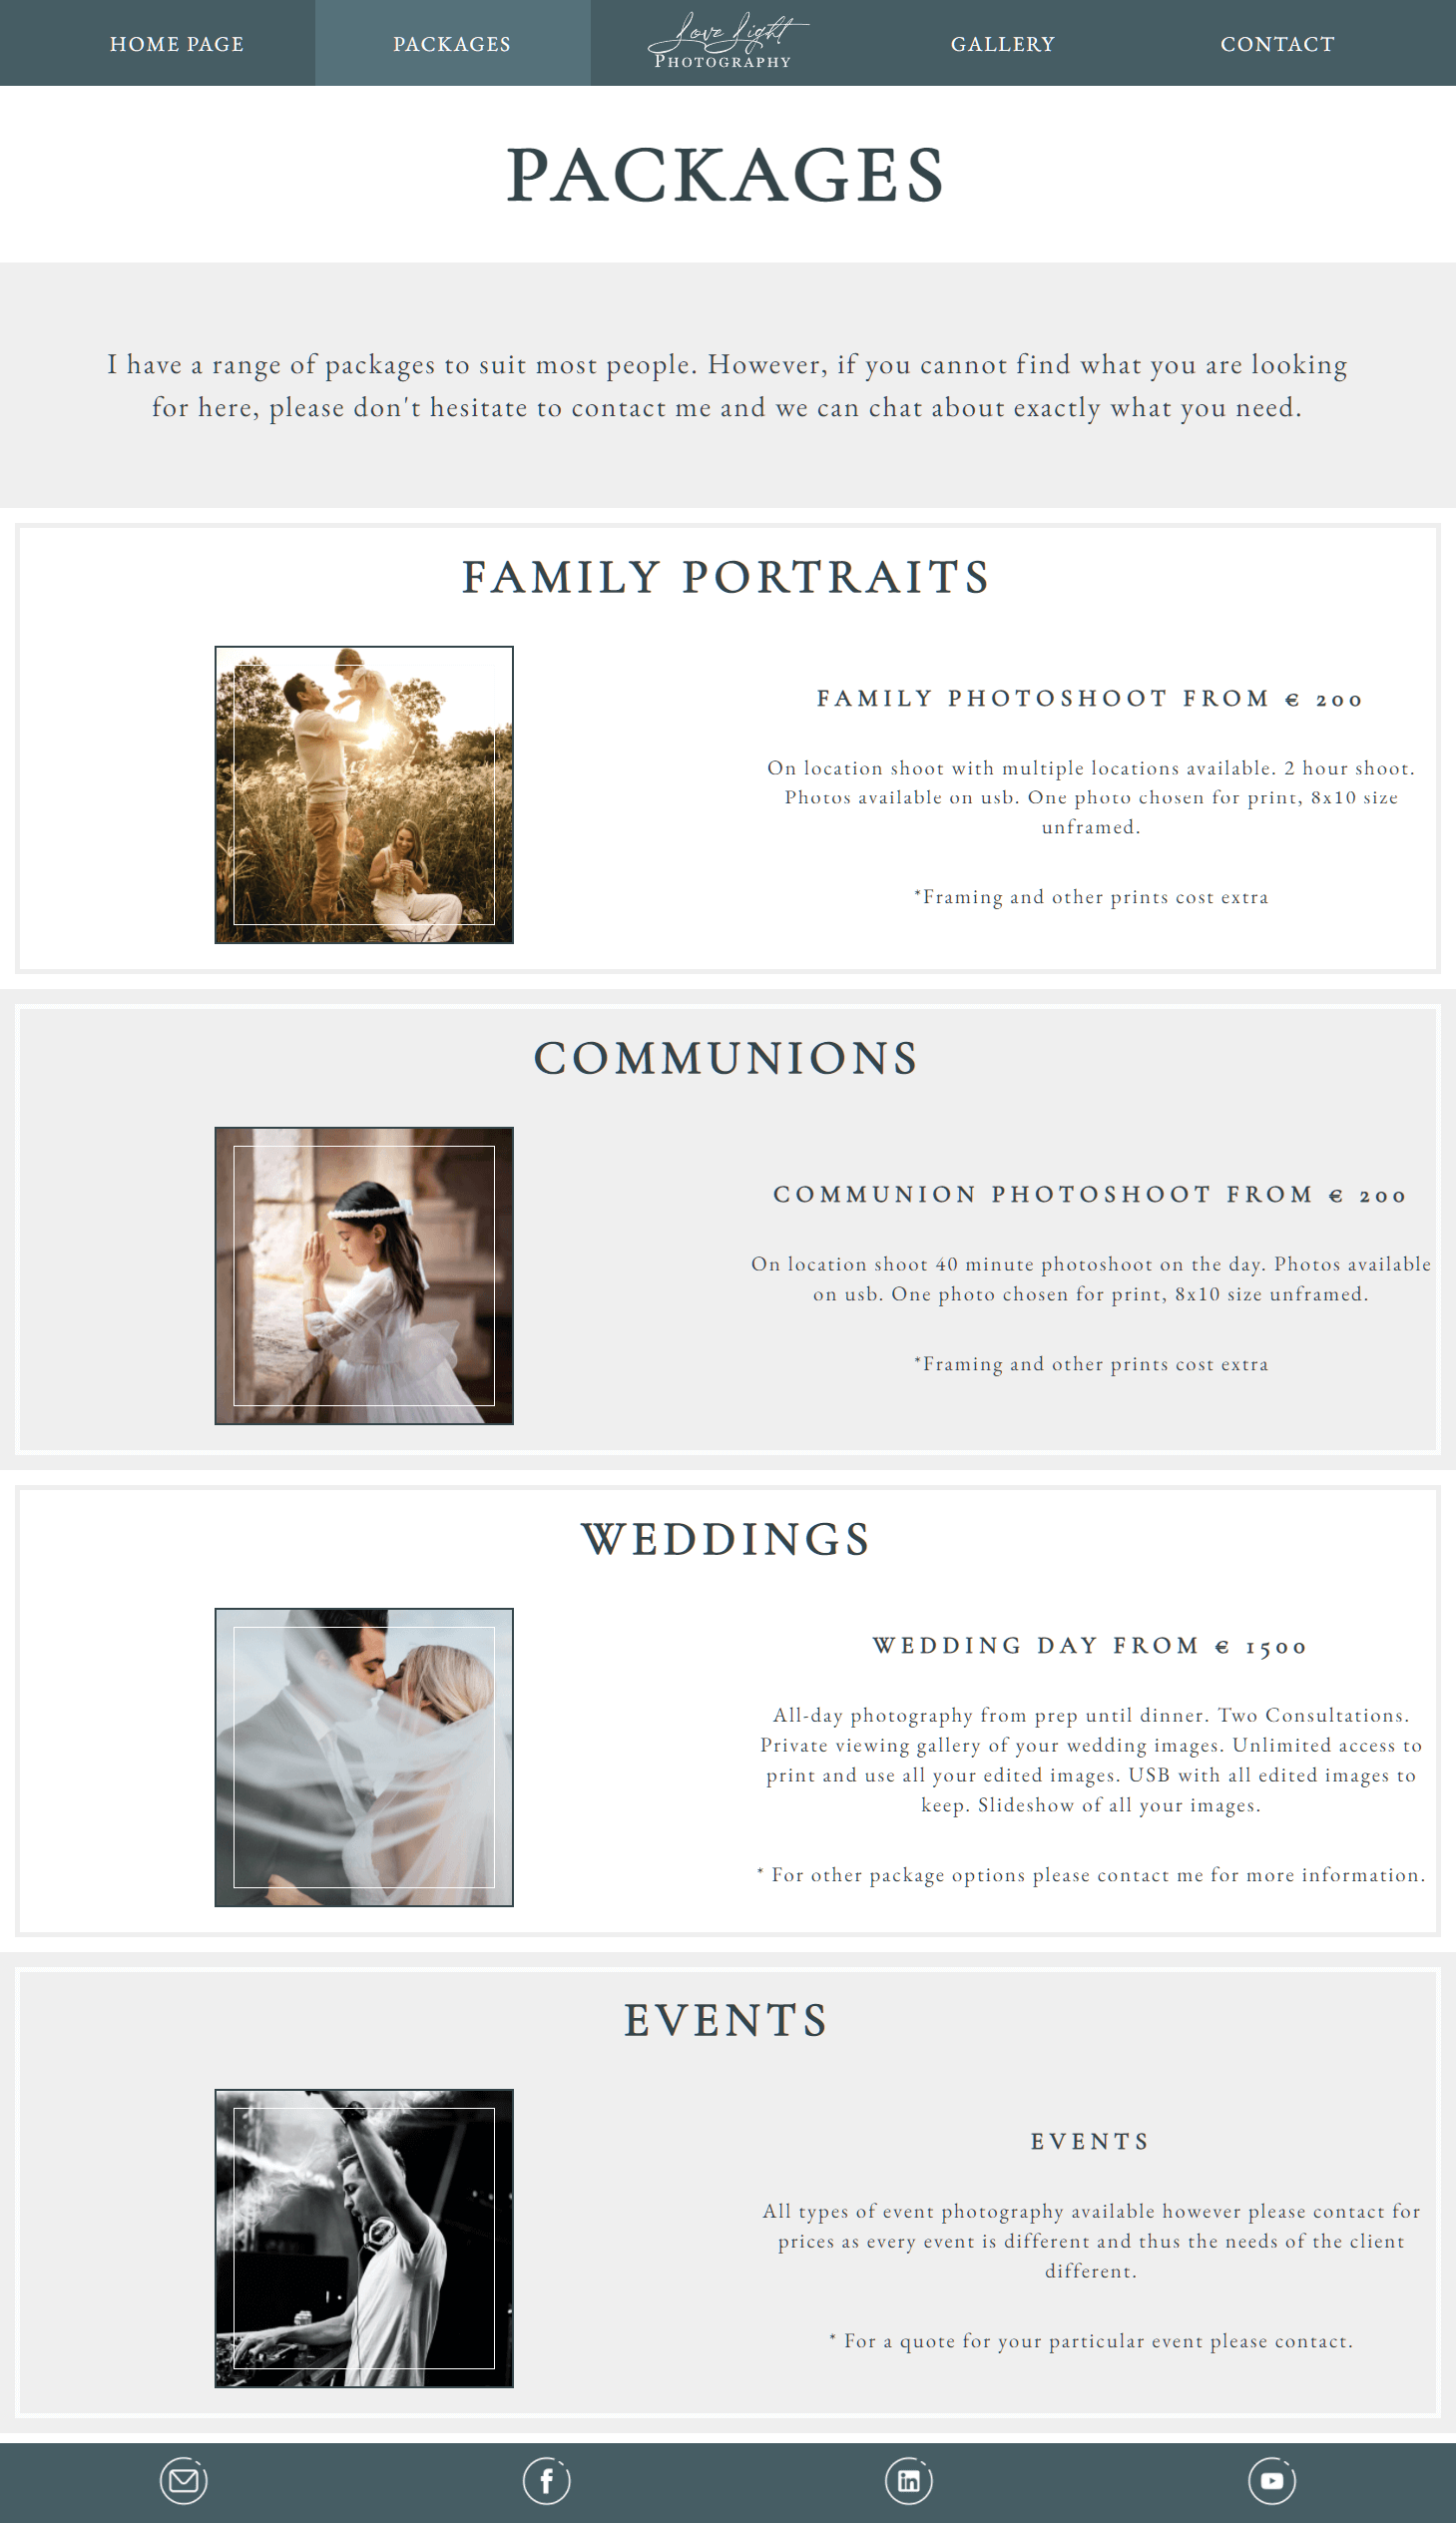 HOME PAGE
PACKAGES
Love Light
PHOTOGRAPHY
GALLERY
CONTACT
PACKAGES
I have a range of packages to suit most people. However, if you cannot find what you are looking
for here, please don't hesitate to contact me and we can chat about exactly what you need.
FAMILY PORTRAITS
FAMILY PHOTOSHOOT FROM € 200
On location shoot with multiple locations available. 2 hour shoot.
Photos available on usb. One photo chosen for print, 8x10 size
unframed.
*Framing and other prints cost extra
COMMUNIONS
COMMUNION PHOTOSHOOT FROM € 200
On location shoot 40 minute photoshoot on the day. Photos available
on usb. One photo chosen for print, 8x10 size unframed.
*Framing and other prints cost extra
WEDDINGS
WEDDING DAY FROM € 1500
All-day photography from prep until dinner. Two Consultations.
Private viewing gallery of your wedding images. Unlimited access to
print and use all your edited images. USB with all edited images to
keep. Slideshow of all your images.
* For other package options please contact me for more information.
EVENTS
EVENTS
All types of event photography available however please contact for
prices as every event is different and thus the needs of the client
different.
* For a quote for your particular event please contact.